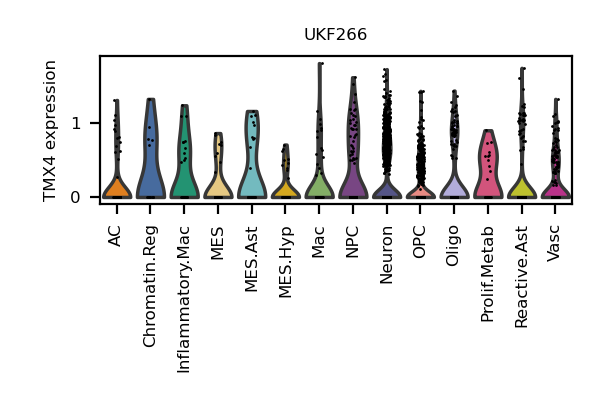 UKF266
TMX4 expression
1
0
AC
Chromatin.Reg
Inflammatory.Mac
MES
MES.Ast
MES.Hyp
Mac
NPC
Neuron
OPC
Oligo
Prolif.Metab
Reactive.Ast
Vasc